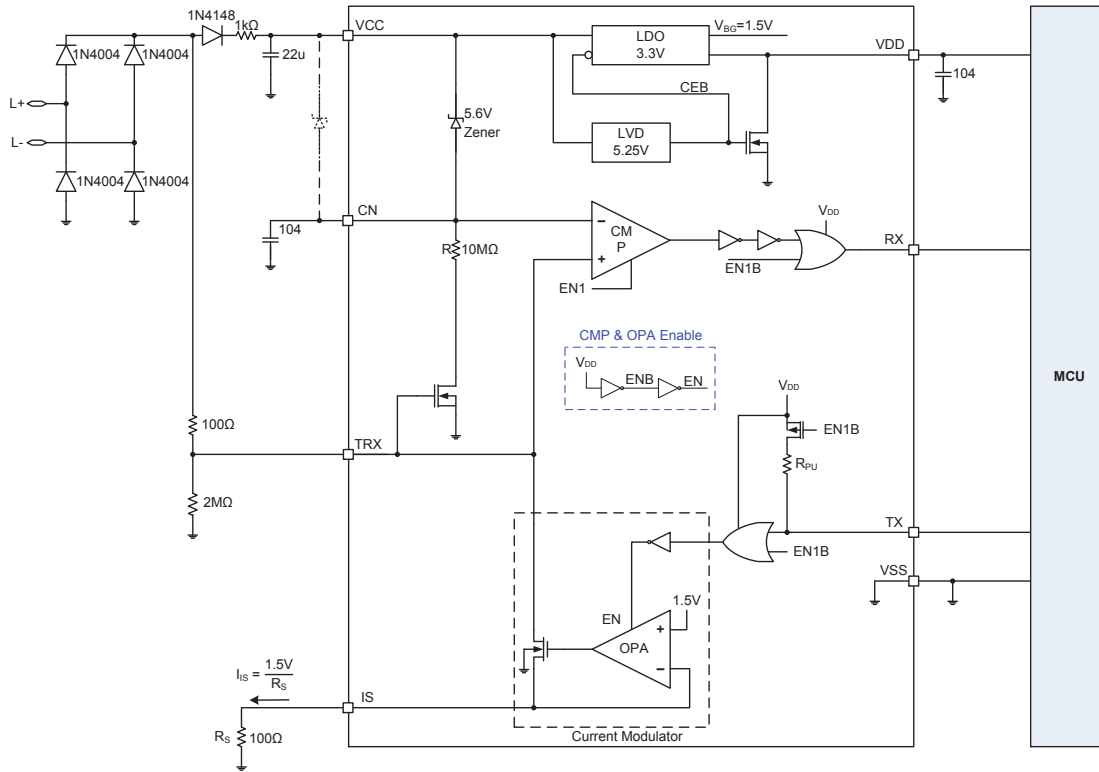 1N4148
1kΩ
VCC
LDO
3.3V
VBG=1.5V
VDD
1N4004
1N4004
22u
104
CEB
L+
5.6V
Zener
LVD
5.25V
L-
1N4004
1N4004
CN
104
R
10MΩ
CM
P
VDD
RX
EN1B
EN1
CMP & OPA Enable
VDD
ENB
EN
MCU
VDD
100Ω
EN1B
TRX
RPU
2MΩ
TX
EN1B
VSS
1.5V
EN
OPA
IIS = 1.5V
RS
IS
RS
100Ω
Current Modulator